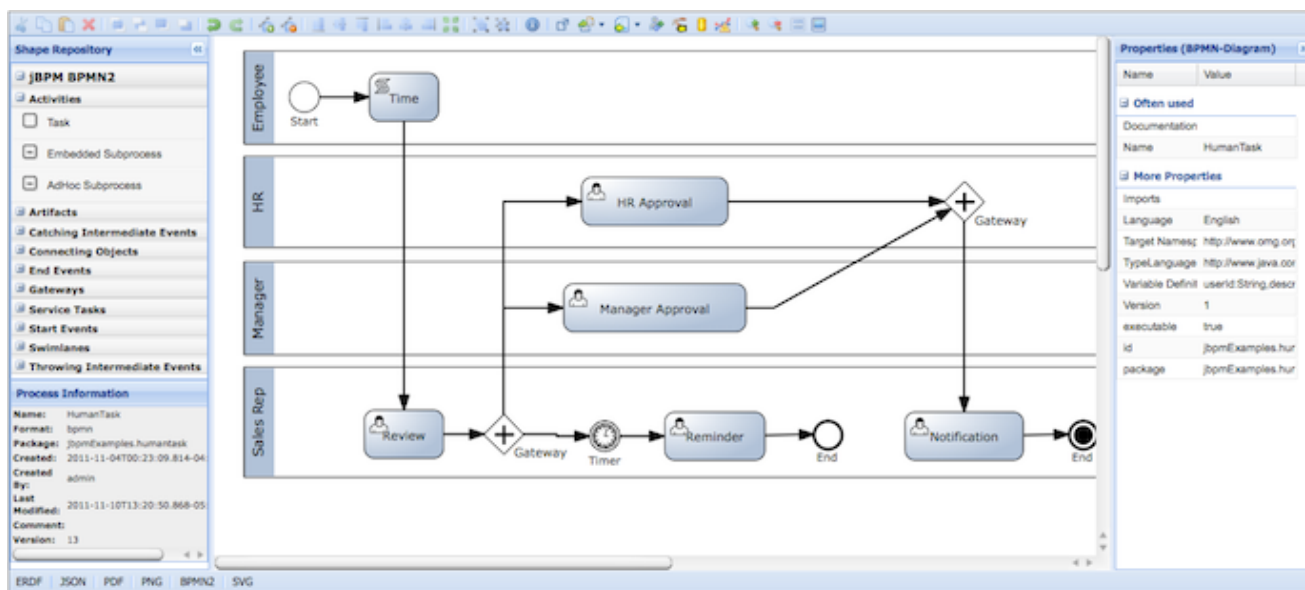 Shape Repository
jBPM BPMN2
Activities
Task
Embedded Subprocess
AdHoc Subprocess
Artifacts
Catching Intermediate Events
Connecting Objects
End Events
Gateways
Service Tasks
Start Events
Swimlanes
Throwing Intermediate Events
Process Information
Name: HumanTask
Format: bpmn
Package: jbpmExamples.humantask
Created: 2011-11-04T00:23:09.814-04:
Created By: admin
Last Modified: 2011-11-10T13:20:50.868-05:
Comment:
Version: 13
Employee
Start
Time
HR
HR Approval
Gateway
Manager
Manager Approval
Sales Rep
Review
Gateway
Timer
Reminder
End
Notification
End
Properties (BPMN-Diagram)
Name Value
Often used
Documentation
Name HumanTask
More Properties
Imports
Language English
Target Namesp http://www.omg.org
TypeLanguage http://www.java.cor
Variable Definit userId:String,descr
Version 1
executable true
id jbpmExamples.hur
package jbpmExamples.hur
ERDF JSON PDF PNG BPMN2 SVG